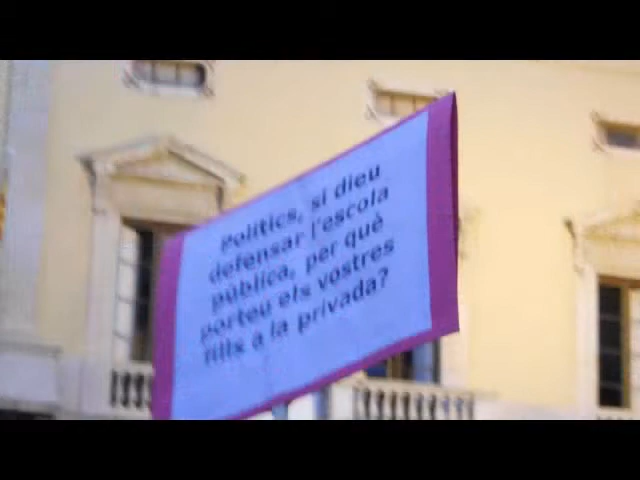 Polítics, si dieu
defensar l'escola
pública, per què
porteu els vostres
fills a la privada?